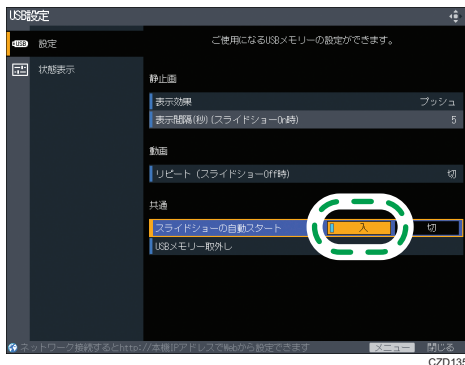 USB設定
設定
ご使用になるUSBメモリーの設定ができます。
状態表示
静止画
表示効果 プッシュ
表示間隔(秒)(スライドショーOn時) 5
動画
リピート (スライドショーOff時) 切
共通
スライドショーの自動スタート 入 切
USBメモリー取外し
ネットワーク接続するとhttp://本機IPアドレスでWebから設定できます メニュー 閉じる
CZD135